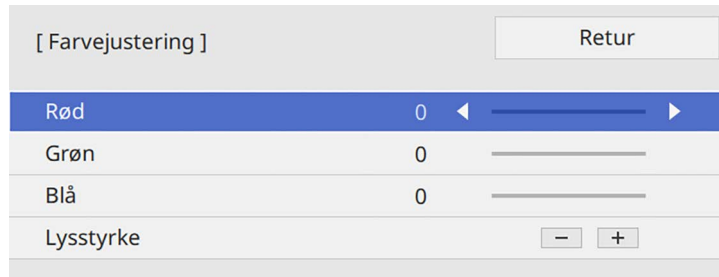 [ Farvejustering ]
Retur
Rød 0
Grøn 0
Blå 0
Lysstyrke − +